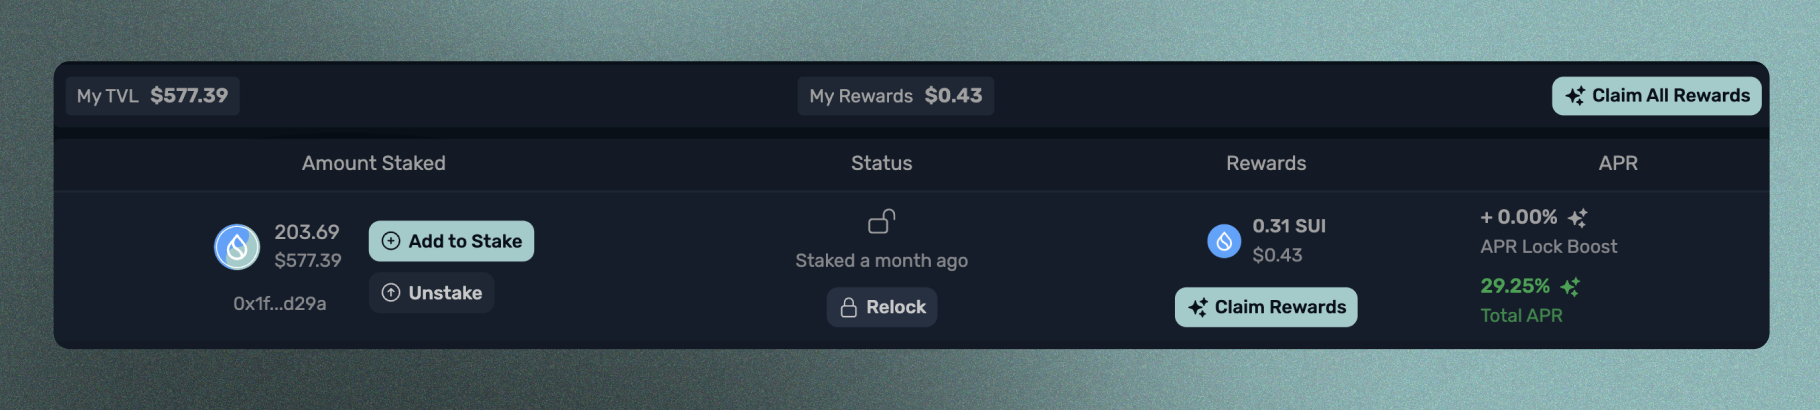 My TVL $577.39
My Rewards $0.43
Claim All Rewards
Amount Staked
Status
Rewards
APR
203.69
$577.39
0x1f...d29a
Add to Stake
Unstake
Staked a month ago
Relock
0.31 SUI
$0.43
Claim Rewards
+ 0.00%
APR Lock Boost
29.25%
Total APR